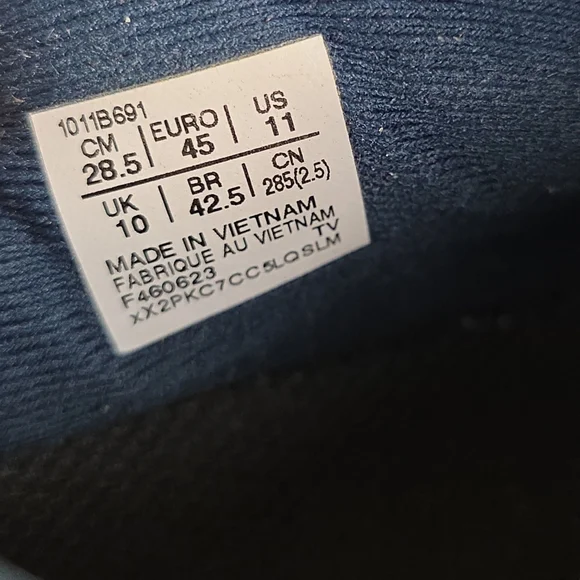 1011B691
CM | EURO | US
28.5 | 45 | 11
UK | BR | CN
10 | 42.5 | 285(2.5)
MADE IN VIETNAM
FABRIQUE AU VIETNAM
F460623 TV
XX2PKC7CC5LQSLM